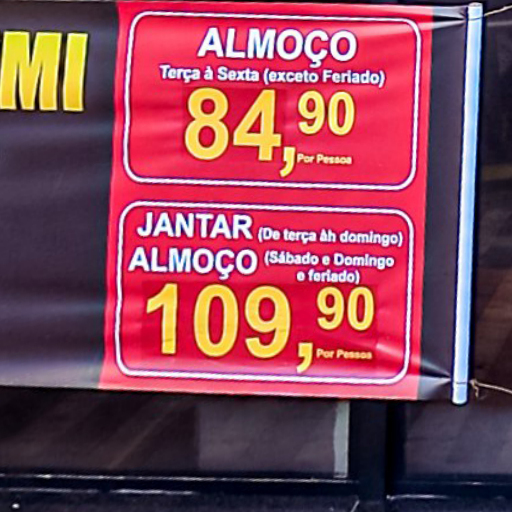 MI
ALMOÇO
Terça à Sexta (exceto Feriado)
84,90
Por Pessoa
JANTAR (De terça àh domingo)
ALMOÇO (Sábado e Domingo
e feriado)
109,90
Por Pessoa